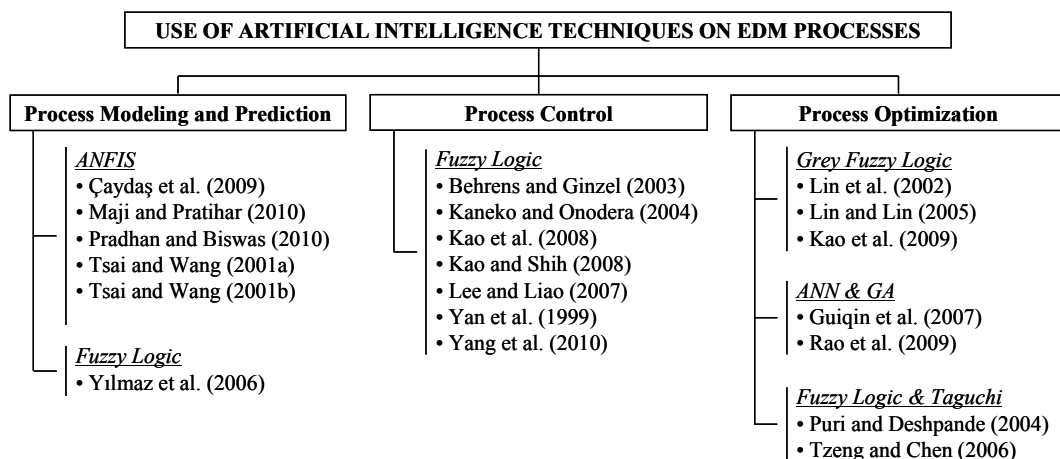 USE OF ARTIFICIAL INTELLIGENCE TECHNIQUES ON EDM PROCESSES
Process Modeling and Prediction
ANFIS
• Çaydaş et al. (2009)
• Maji and Pratihar (2010)
• Pradhan and Biswas (2010)
• Tsai and Wang (2001a)
• Tsai and Wang (2001b)
Fuzzy Logic
• Yılmaz et al. (2006)
Process Control
Fuzzy Logic
• Behrens and Ginzel (2003)
• Kaneko and Onodera (2004)
• Kao et al. (2008)
• Kao and Shih (2008)
• Lee and Liao (2007)
• Yan et al. (1999)
• Yang et al. (2010)
Process Optimization
Grey Fuzzy Logic
• Lin et al. (2002)
• Lin and Lin (2005)
• Kao et al. (2009)
ANN & GA
• Guiqin et al. (2007)
• Rao et al. (2009)
Fuzzy Logic & Taguchi
• Puri and Deshpande (2004)
• Tzeng and Chen (2006)